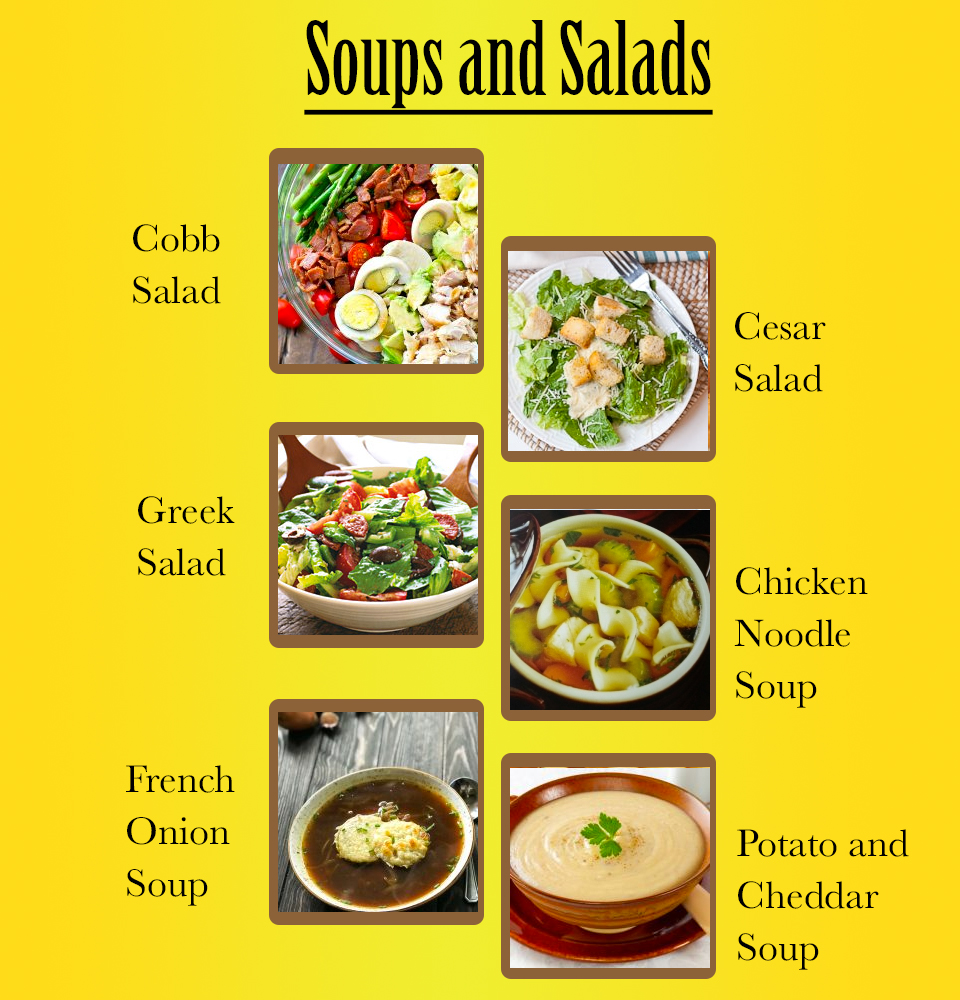 Soups and Salads
Cobb
Salad
Cesar
Salad
Greek
Salad
Chicken
Noodle
Soup
French
Onion
Soup
Potato and
Cheddar
Soup